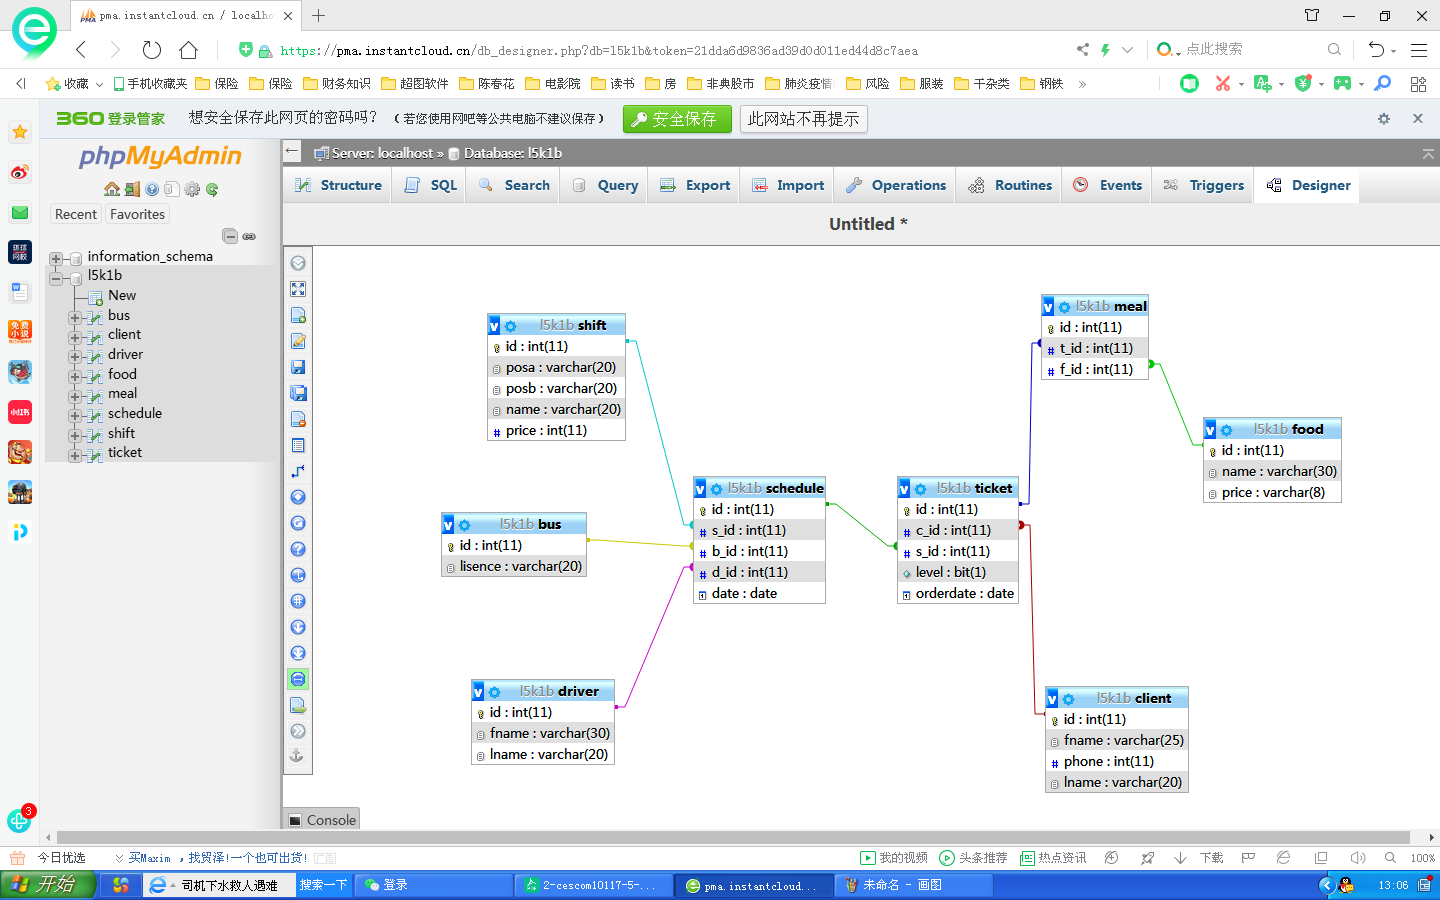 pma.instantcloud.cn / localho
https://pma.instantcloud.cn/db_designer.php?db=l5k1b&token=21dda6d9836ad39d0d011ed44d8c7aea
点此搜索
收藏
手机收藏夹
保险
保险
财务知识
超图软件
陈春花
电影院
读书
房
非典股市
肺炎疫情
风险
服装
千杂类
钢铁
360 登录管家
想安全保存此网页的密码吗？
（若您使用网吧等公共电脑不建议保存）
安全保存
此网站不再提示
phpMyAdmin
Recent
Favorites
information_schema
l5k1b
New
bus
client
driver
food
meal
schedule
shift
ticket
Server: localhost » Database: l5k1b
Structure
SQL
Search
Query
Export
Import
Operations
Routines
Events
Triggers
Designer
Untitled *
l5k1b shift
id : int(11)
posa : varchar(20)
posb : varchar(20)
name : varchar(20)
price : int(11)
l5k1b meal
id : int(11)
t_id : int(11)
f_id : int(11)
l5k1b food
id : int(11)
name : varchar(30)
price : varchar(8)
l5k1b bus
id : int(11)
lisence : varchar(20)
l5k1b schedule
id : int(11)
s_id : int(11)
b_id : int(11)
d_id : int(11)
date : date
l5k1b ticket
id : int(11)
c_id : int(11)
s_id : int(11)
level : bit(1)
orderdate : date
l5k1b driver
id : int(11)
fname : varchar(30)
lname : varchar(20)
l5k1b client
id : int(11)
fname : varchar(25)
phone : int(11)
lname : varchar(20)
Console
3
今日优选
买Maxim ，找贸泽!一个也可出货!
我的视频
头条推荐
热点资讯
下载
100%
开始
司机下水救人遇难
搜索一下
登录
2-cescom10117-5-...
pma.instantcloud...
未命名 - 画图
13:06